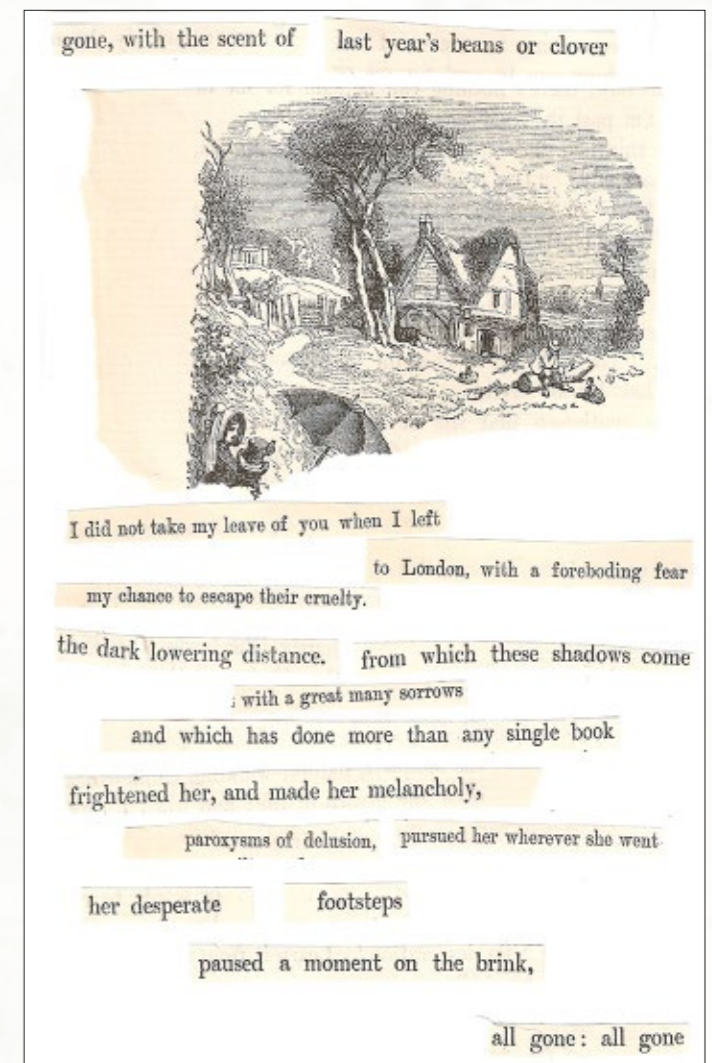 gone, with the scent of last year's beans or clover
I did not take my leave of you when I left
to London, with a foreboding fear
my chance to escape their cruelty.
the dark lowering distance. from which these shadows come
; with a great many sorrows
and which has done more than any single book
frightened her, and made her melancholy,
paroxysms of delusion, pursued her wherever she went
her desperate footsteps
paused a moment on the brink,
all gone: all gone